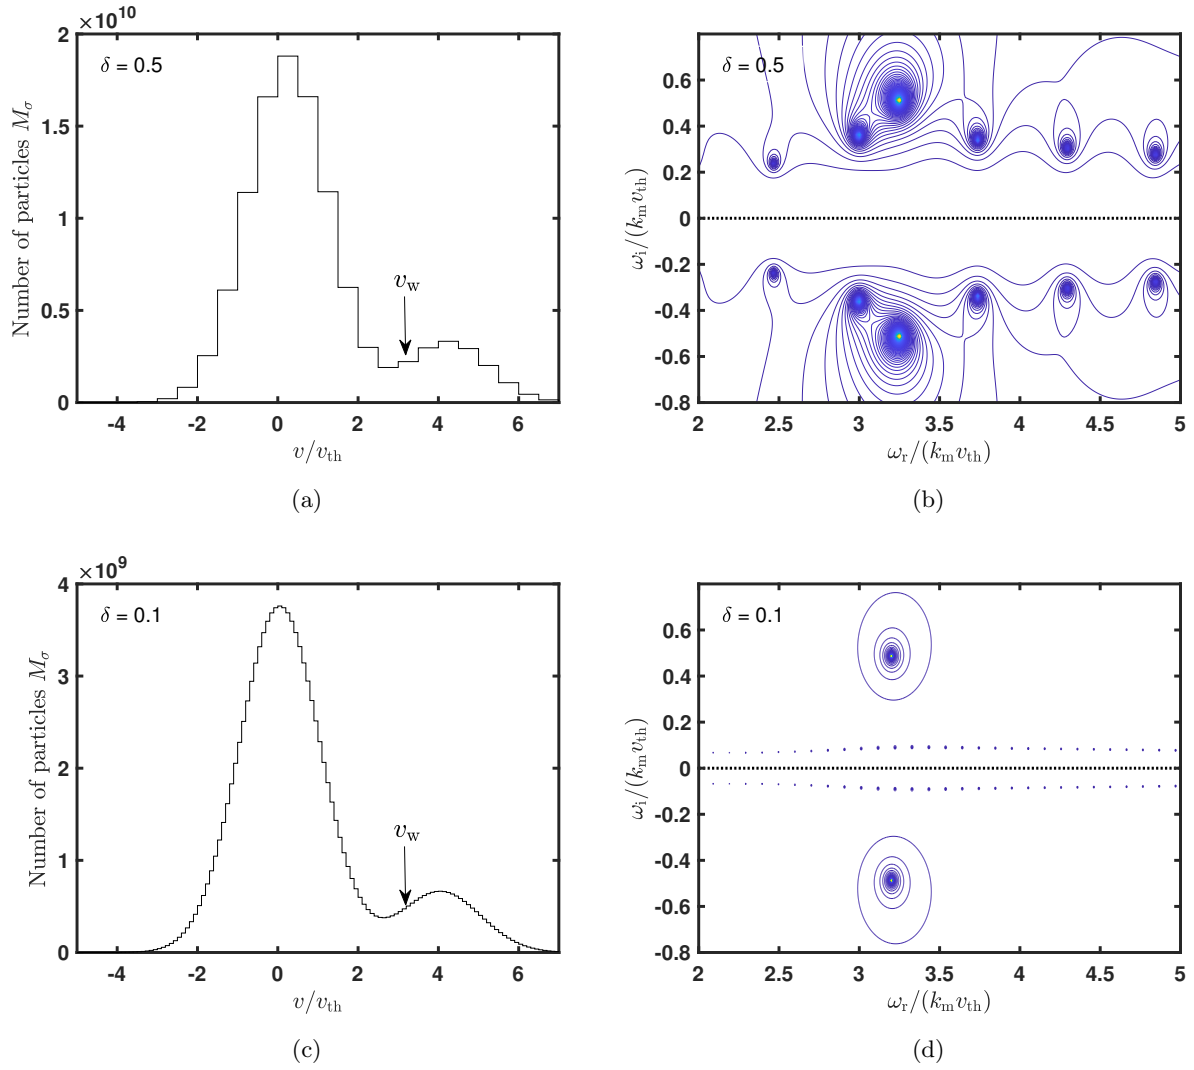 ×10¹⁰
δ = 0.5
2
1.5
1
0.5
0
Number of particles M_σ
v_w
-4 -2 0 2 4 6
v/v_th
(a)
δ = 0.5
0.6
0.4
0.2
0
-0.2
-0.4
-0.6
-0.8
ω_i/(k_m v_th)
2 2.5 3 3.5 4 4.5 5
ω_r/(k_m v_th)
(b)
×10⁹
δ = 0.1
4
3
2
1
0
Number of particles M_σ
v_w
-4 -2 0 2 4 6
v/v_th
(c)
δ = 0.1
0.6
0.4
0.2
0
-0.2
-0.4
-0.6
-0.8
ω_i/(k_m v_th)
2 2.5 3 3.5 4 4.5 5
ω_r/(k_m v_th)
(d)